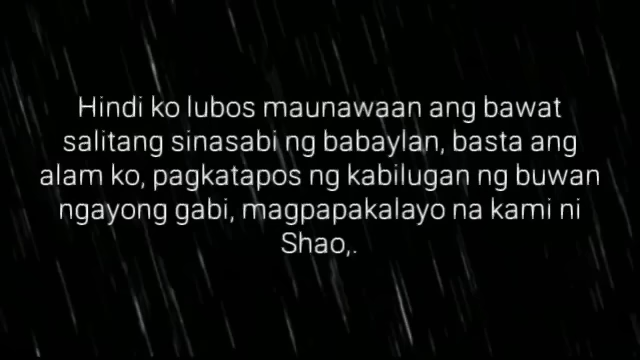 Hindi ko lubos maunawaan ang bawat
salitang sinasabi ng babaylan, basta ang
alam ko, pagkatapos ng kabilugan ng buwan
ngayong gabi, magpapakalayo na kami ni
Shao,.